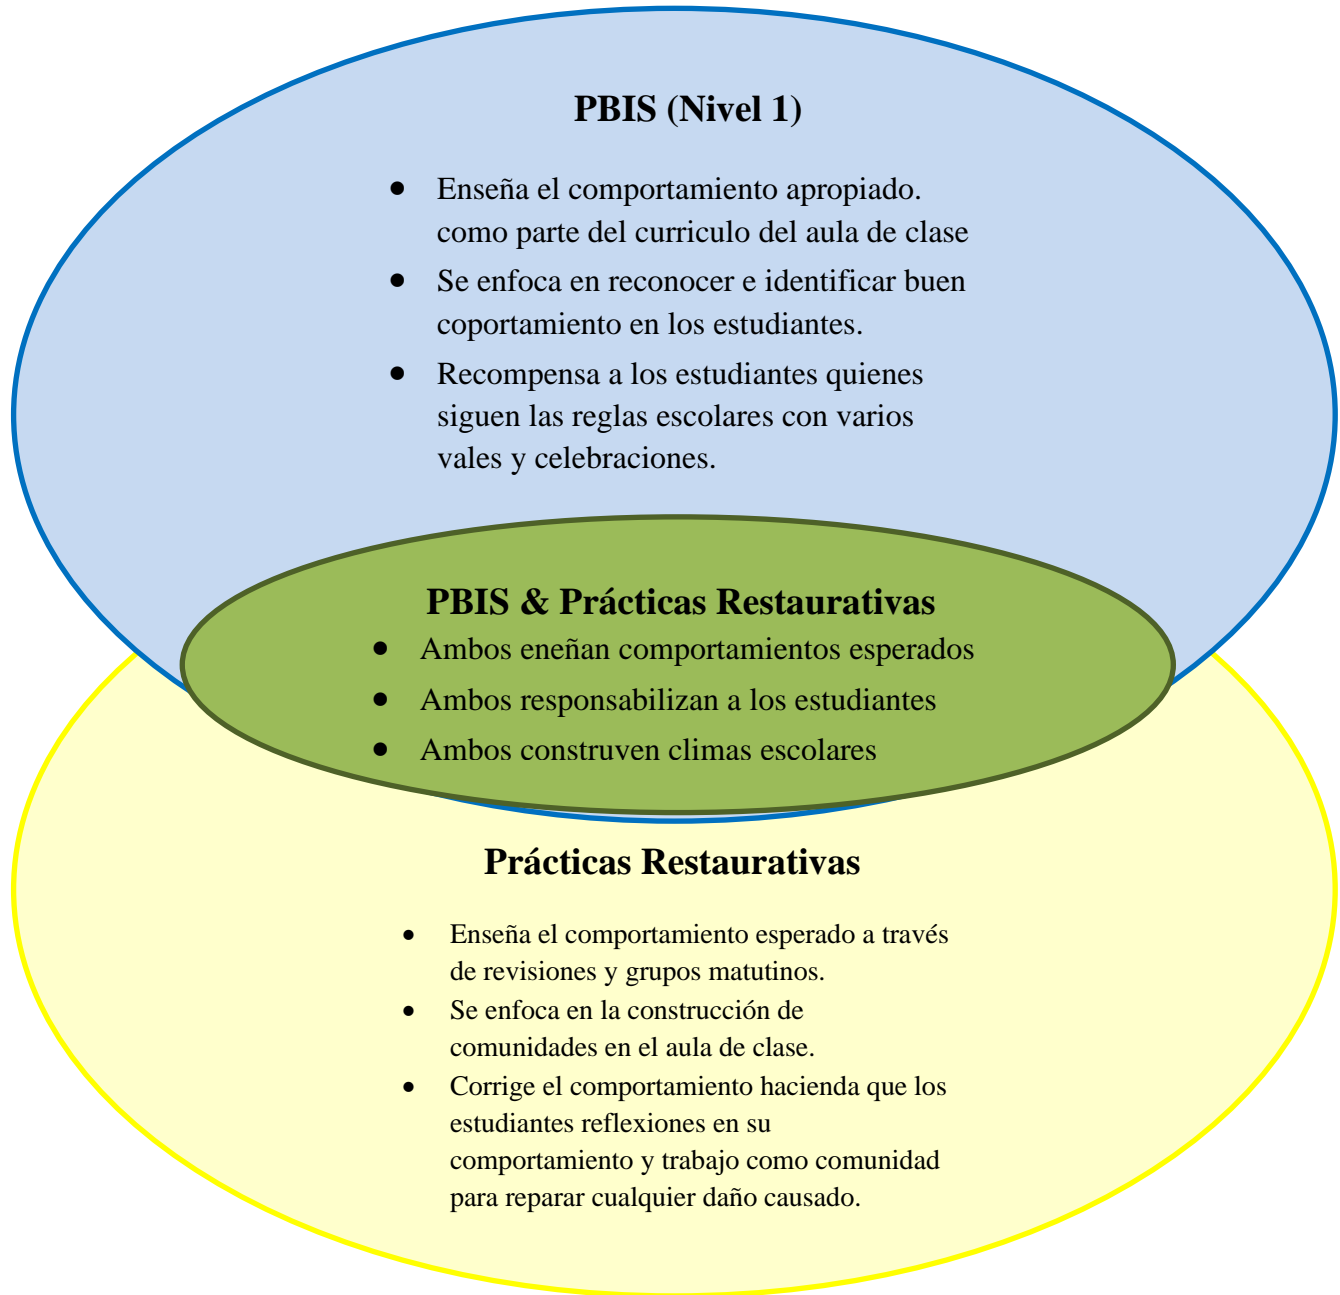 PBIS (Nivel 1)
• Enseña el comportamiento apropiado.
como parte del curriculo del aula de clase
• Se enfoca en reconocer e identificar buen
coportamiento en los estudiantes.
• Recompensa a los estudiantes quienes
siguen las reglas escolares con varios
vales y celebraciones.
PBIS & Prácticas Restaurativas
• Ambos eneñan comportamientos esperados
• Ambos responsabilizan a los estudiantes
• Ambos construven climas escolares
Prácticas Restaurativas
• Enseña el comportamiento esperado a través
de revisiones y grupos matutinos.
• Se enfoca en la construcción de
comunidades en el aula de clase.
• Corrige el comportamiento hacienda que los
estudiantes reflexiones en su
comportamiento y trabajo como comunidad
para reparar cualquier daño causado.